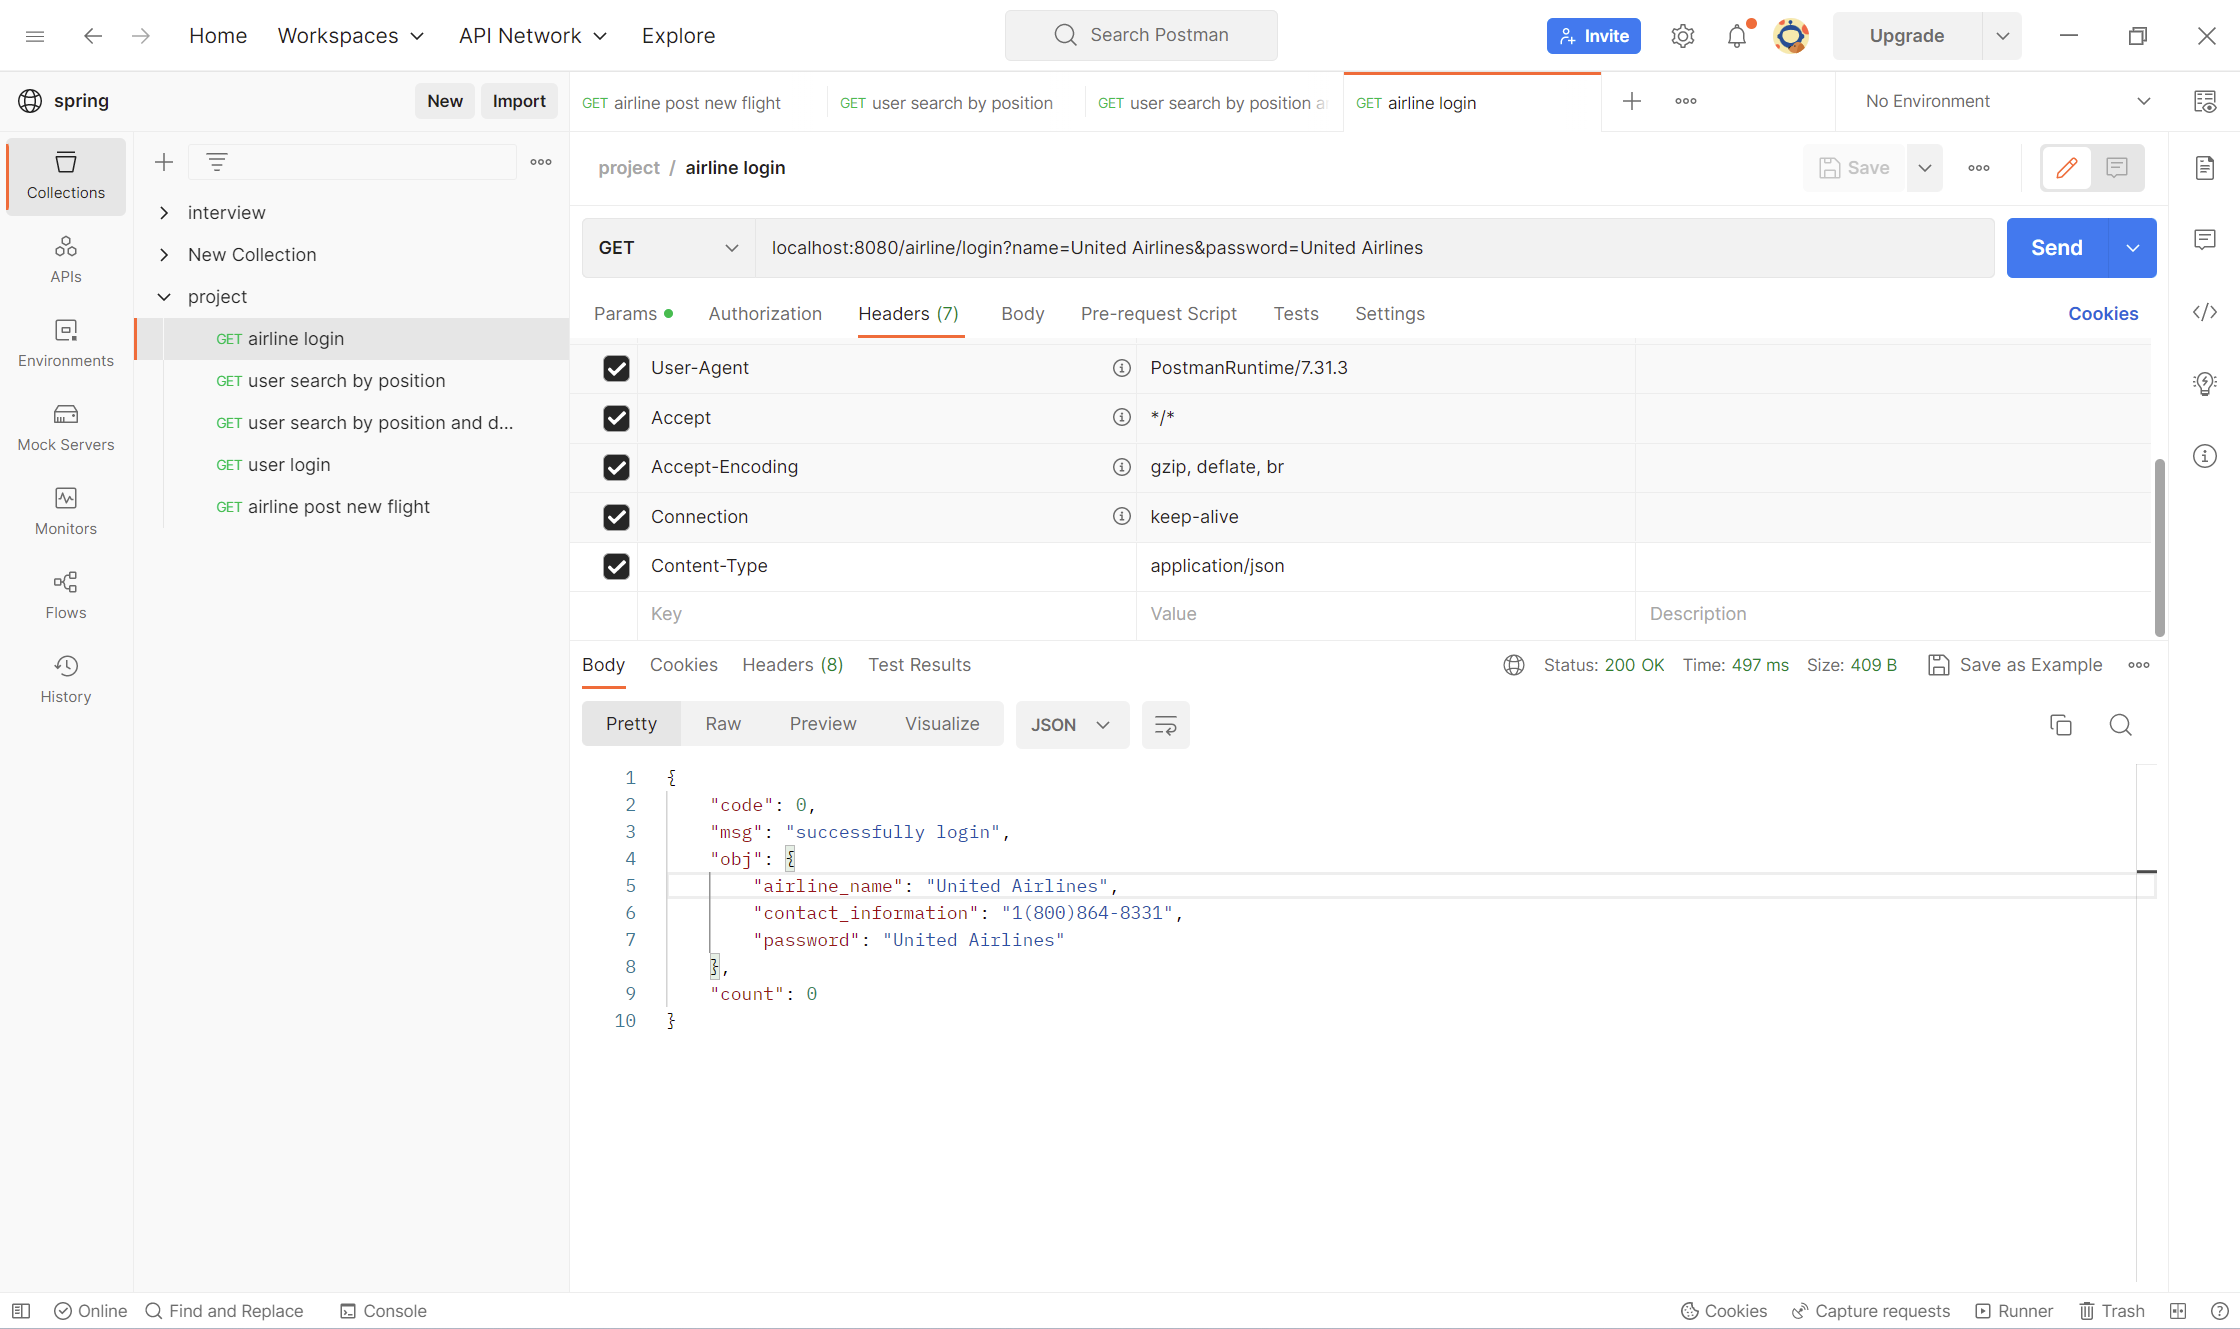 Home Workspaces API Network Explore Search Postman Invite Upgrade
spring New Import GET airline post new flight GET user search by position GET user search by position a GET airline login No Environment
Collections
APIs
Environments
Mock Servers
Monitors
Flows
History
interview
New Collection
project
GET airline login
GET user search by position
GET user search by position and d...
GET user login
GET airline post new flight
project / airline login Save
GET localhost:8080/airline/login?name=United Airlines&password=United Airlines Send
Params Authorization Headers (7) Body Pre-request Script Tests Settings Cookies
User-Agent PostmanRuntime/7.31.3
Accept */*
Accept-Encoding gzip, deflate, br
Connection keep-alive
Content-Type application/json
Key Value Description
Body Cookies Headers (8) Test Results Status: 200 OK Time: 497 ms Size: 409 B Save as Example
Pretty Raw Preview Visualize JSON
1 {
2 "code": 0,
3 "msg": "successfully login",
4 "obj": {
5 "airline_name": "United Airlines",
6 "contact_information": "1(800)864-8331",
7 "password": "United Airlines"
8 },
9 "count": 0
10 }
Online Find and Replace Console Cookies Capture requests Runner Trash